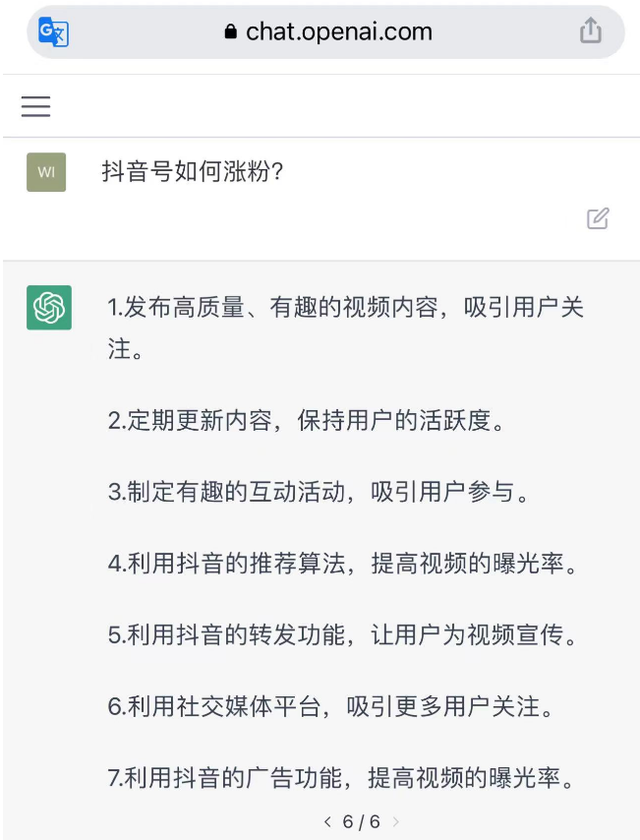 chat.openai.com
WI
抖音号如何涨粉?
1.发布高质量、有趣的视频内容，吸引用户关
注。
2.定期更新内容，保持用户的活跃度。
3.制定有趣的互动活动，吸引用户参与。
4.利用抖音的推荐算法，提高视频的曝光率。
5.利用抖音的转发功能，让用户为视频宣传。
6.利用社交媒体平台，吸引更多用户关注。
7.利用抖音的广告功能，提高视频的曝光率。
< 6 / 6 >